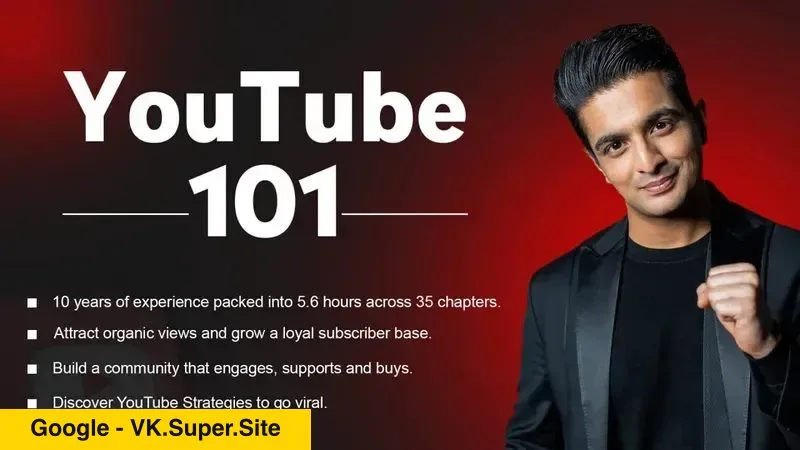 YouTube
101
■ 10 years of experience packed into 5.6 hours across 35 chapters.
■ Attract organic views and grow a loyal subscriber base.
■ Build a community that engages, supports and buys.
■ Discover YouTube Strategies to go viral.
Google - VK.Super.Site